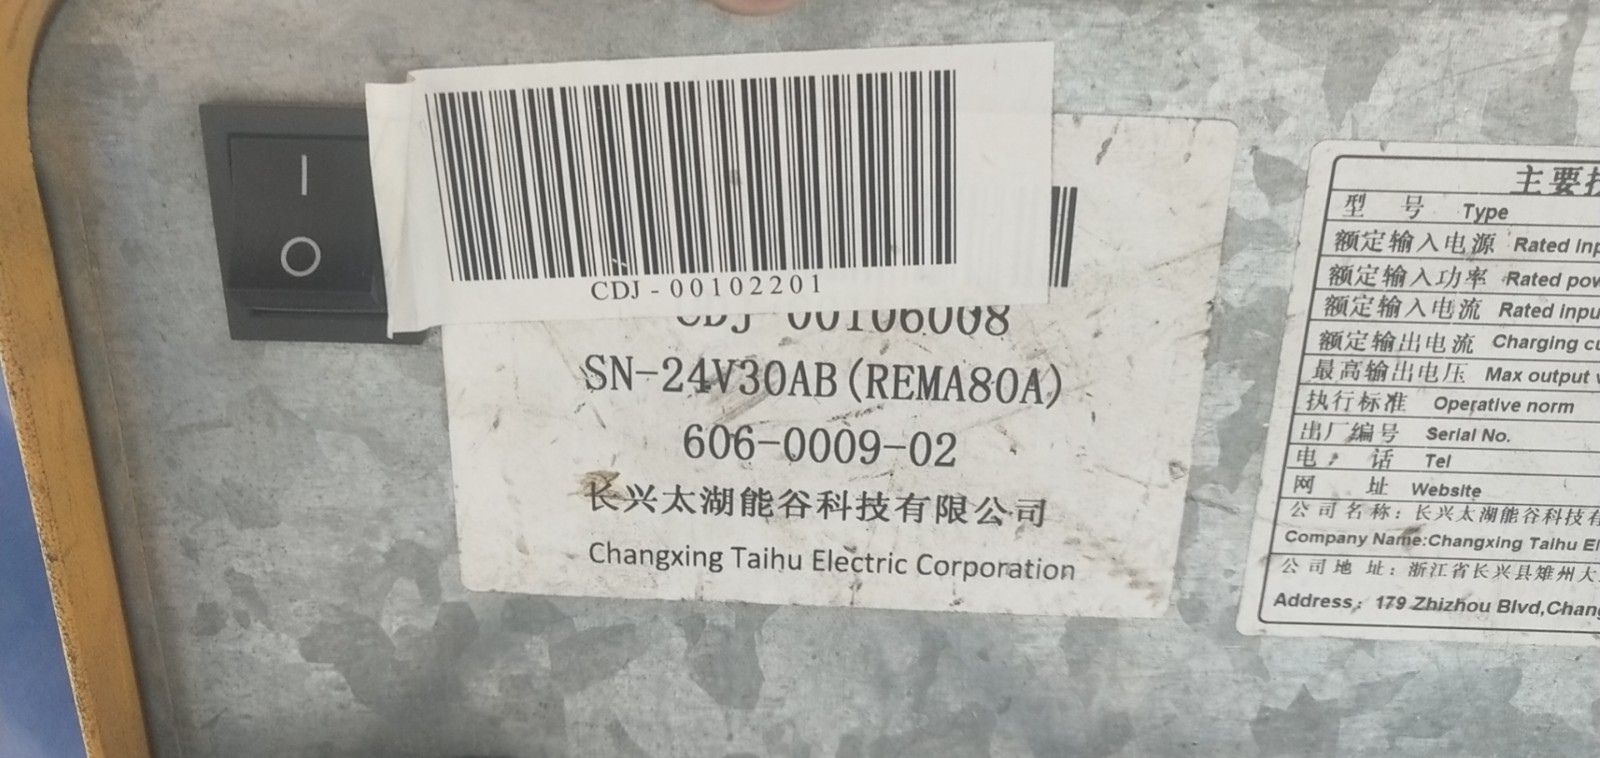 CDJ-00102201
CDJ-00106008
SN-24V30AB(REMA80A)
606-0009-02
长兴太湖能谷科技有限公司
Changxing Taihu Electric Corporation
主要
型 号 Type
额定输入电源 Rated
额定输入功率 Rated
额定输入电流 Rated
额定输出电流 Charging
最高输出电压 Max output
执行标准 Operative norm
出厂编号 Serial No.
电 话 Tel
网 址 Website
公司名称：长兴太湖能谷科技
Company Name:Changxing Taihu
公司地址：浙江省长兴县雉州大
Address：179 Zhizhou Blvd,